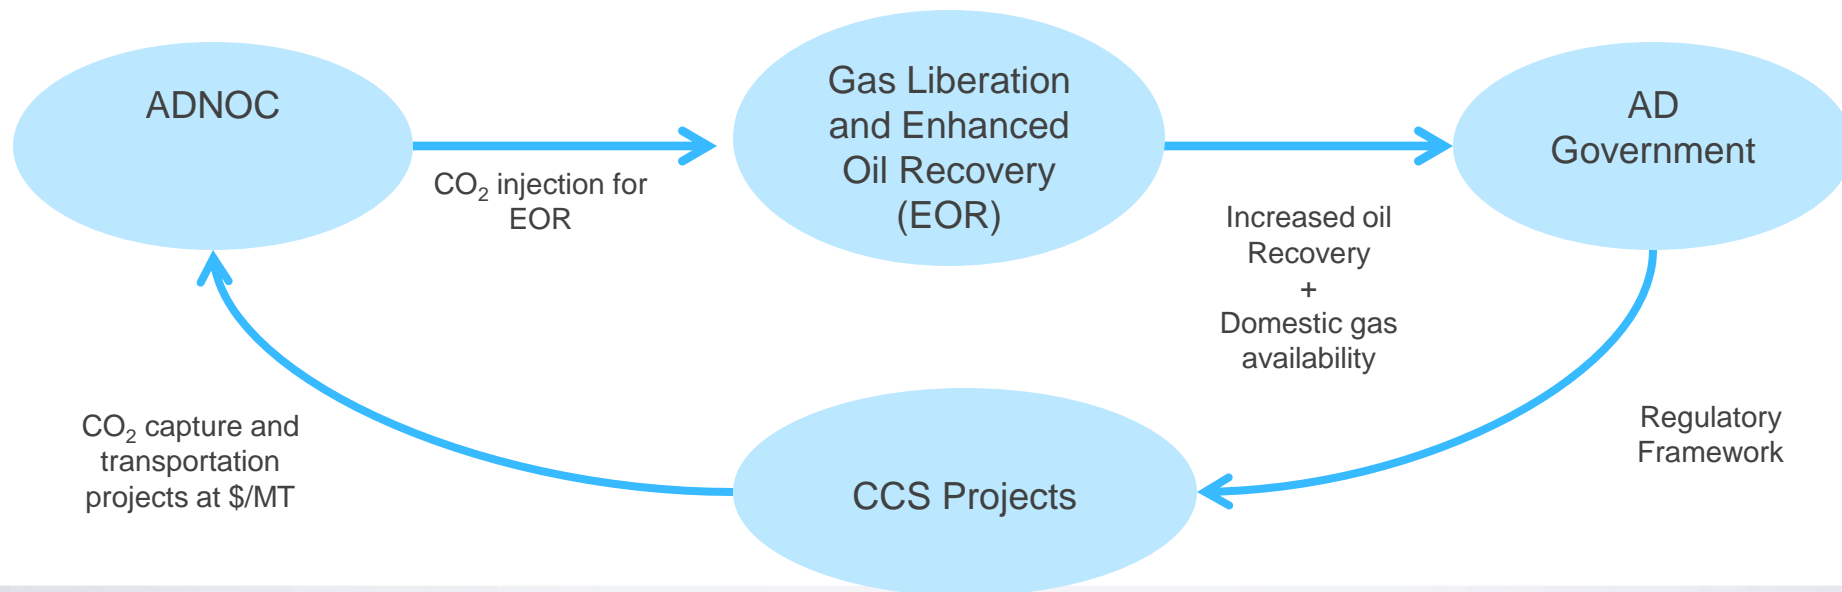 ADNOC
CO₂ injection for
EOR
Gas Liberation
and Enhanced
Oil Recovery
(EOR)
Increased oil
Recovery
+
Domestic gas
availability
AD
Government
Regulatory
Framework
CCS Projects
CO₂ capture and
transportation
projects at $/MT